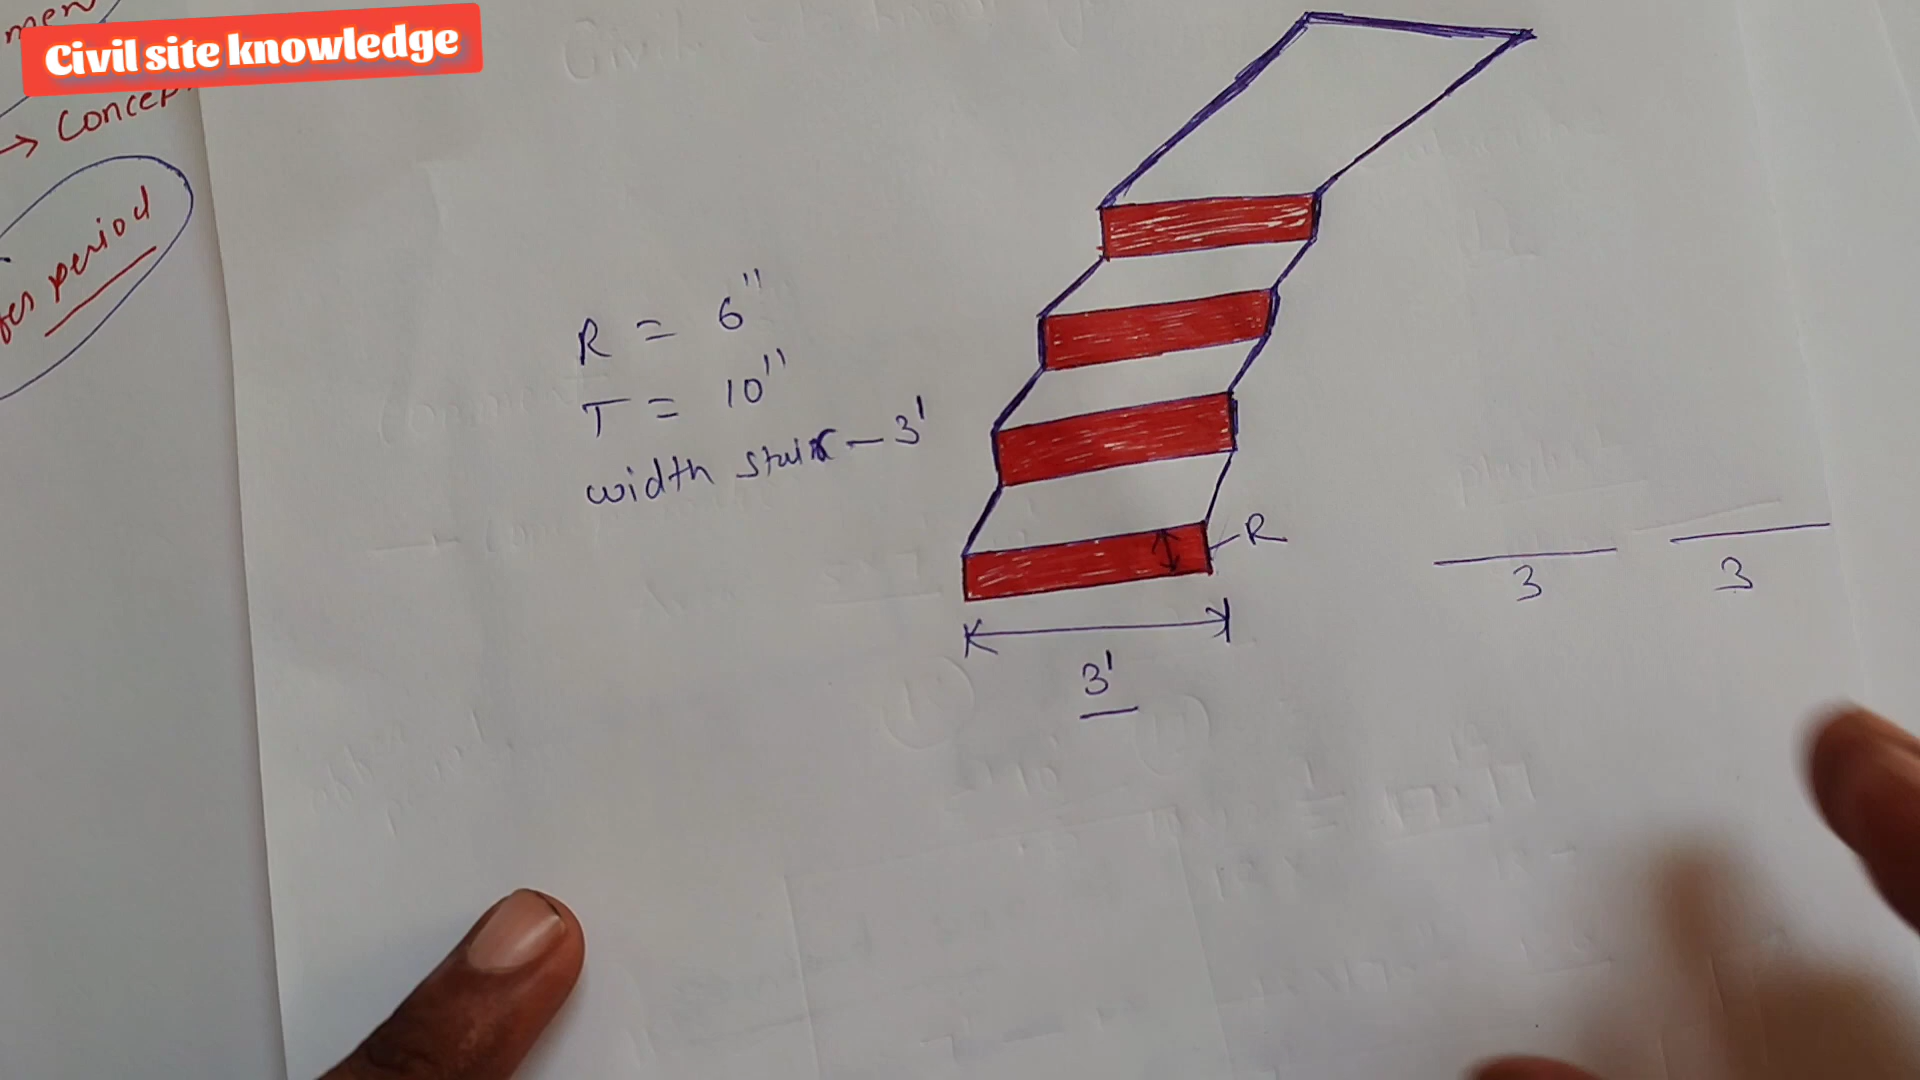 Civil site knowledge
→ Concep
period
R = 6"
T = 10"
width stair - 3'
R
3'
3 3